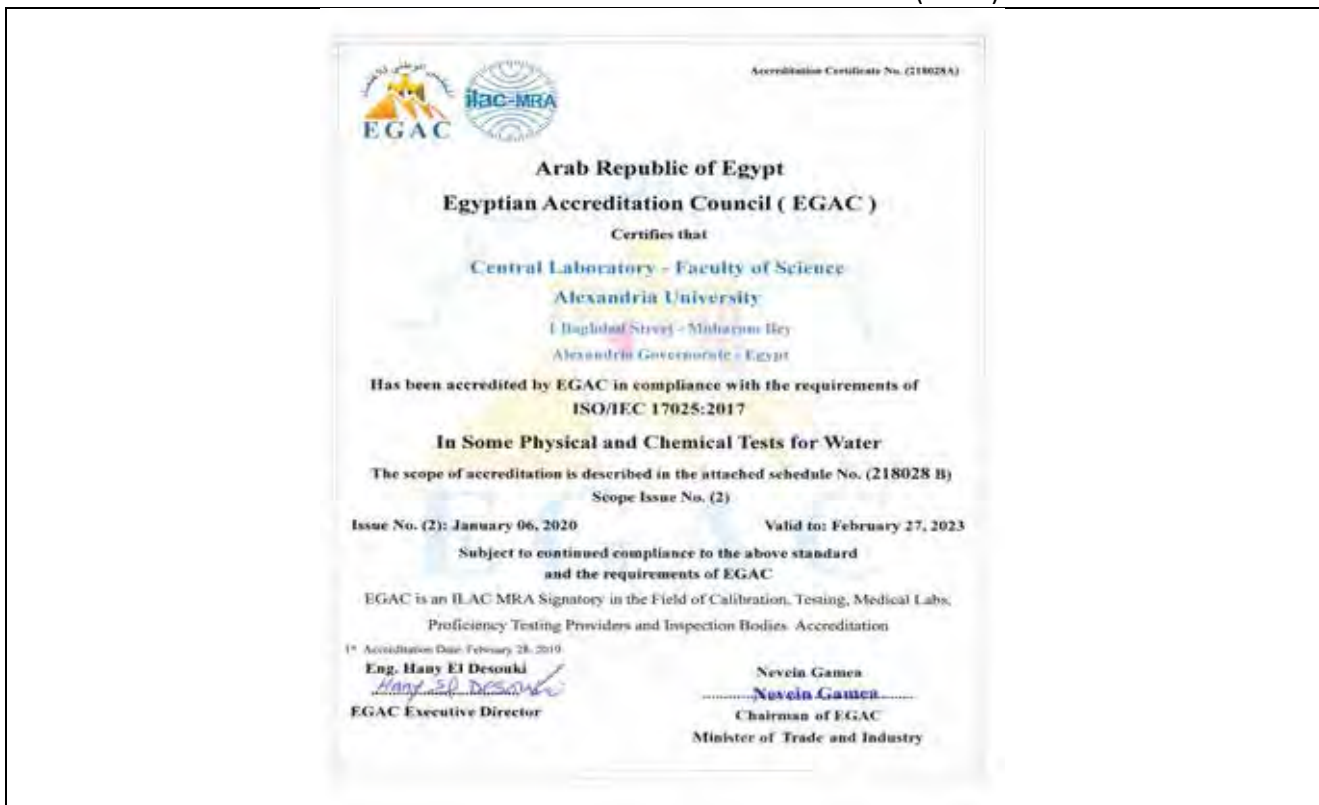 Accreditation Certificate No. (218028A)
EGAC
ilac-MRA
Arab Republic of Egypt
Egyptian Accreditation Council ( EGAC )
Certifies that
Central Laboratory - Faculty of Science
Alexandria University
1 Baghdad Street - Moharam Bey
Alexandria Governorate - Egypt
Has been accredited by EGAC in compliance with the requirements of
ISO/IEC 17025:2017
In Some Physical and Chemical Tests for Water
The scope of accreditation is described in the attached schedule No. (218028 B)
Scope Issue No. (2)
Issue No. (2): January 06, 2020
Valid to: February 27, 2023
Subject to continued compliance to the above standard
and the requirements of EGAC
EGAC is an ILAC MRA Signatory in the Field of Calibration, Testing, Medical Labs,
Proficiency Testing Providers and Inspection Bodies Accreditation
1st Accreditation Date: February 28, 2019
Eng. Hany El Desouki
Hany El Desouki
EGAC Executive Director
Nevein Gamea
Nevein Gamea
Chairman of EGAC
Minister of Trade and Industry